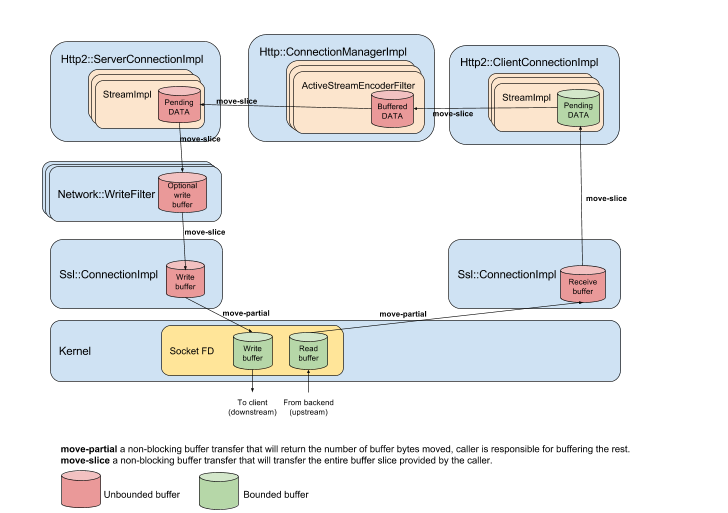 Http2::ServerConnectionImpl
StreamImpl
Pending
DATA
Http::ConnectionManagerImpl
ActiveStreamEncoderFilter
Buffered
DATA
Http2::ClientConnectionImpl
StreamImpl
Pending
DATA
move-slice
move-slice
move-slice
Network::WriteFilter
Optional
write
buffer
move-slice
move-slice
Ssl::ConnectionImpl
Write
buffer
Ssl::ConnectionImpl
Receive
buffer
move-partial
move-partial
Kernel
Socket FD
Write
buffer
Read
buffer
To client
(downstream)
From backend
(upstream)
move-partial a non-blocking buffer transfer that will return the number of buffer bytes moved, caller is responsible for buffering the rest.
move-slice a non-blocking buffer transfer that will transfer the entire buffer slice provided by the caller.
Unbounded buffer
Bounded buffer